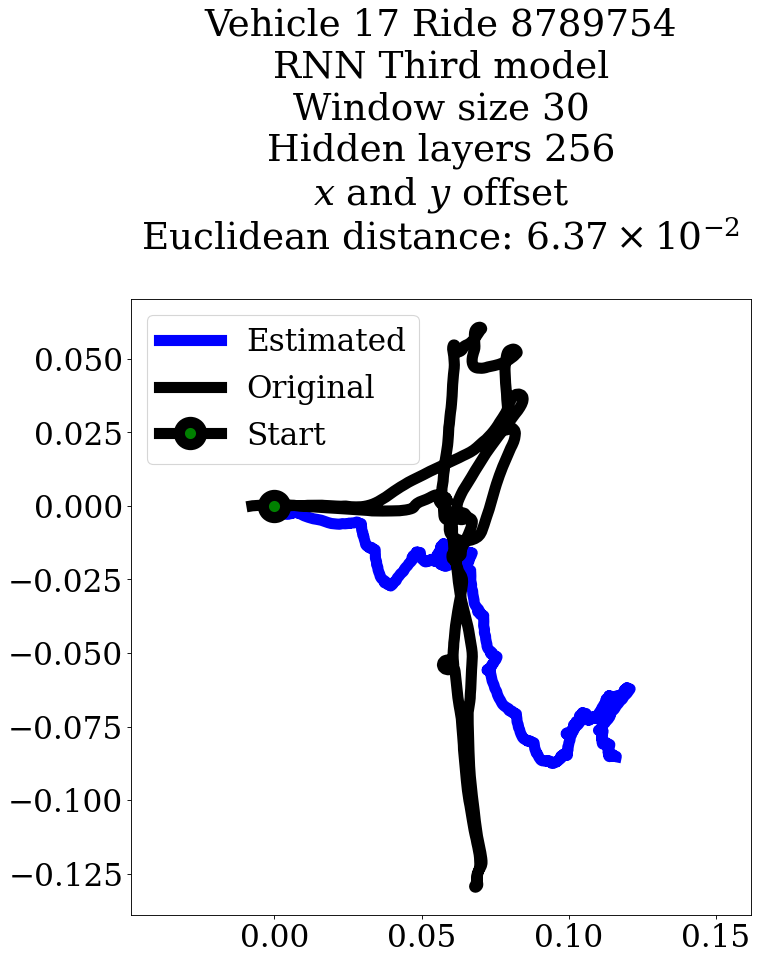 Vehicle 17 Ride 8789754
RNN Third model
Window size 30
Hidden layers 256
x and y offset
Euclidean distance: 6.37 × 10⁻²
Estimated
Original
Start
0.050
0.025
0.000
−0.025
−0.050
−0.075
−0.100
−0.125
0.00 0.05 0.10 0.15